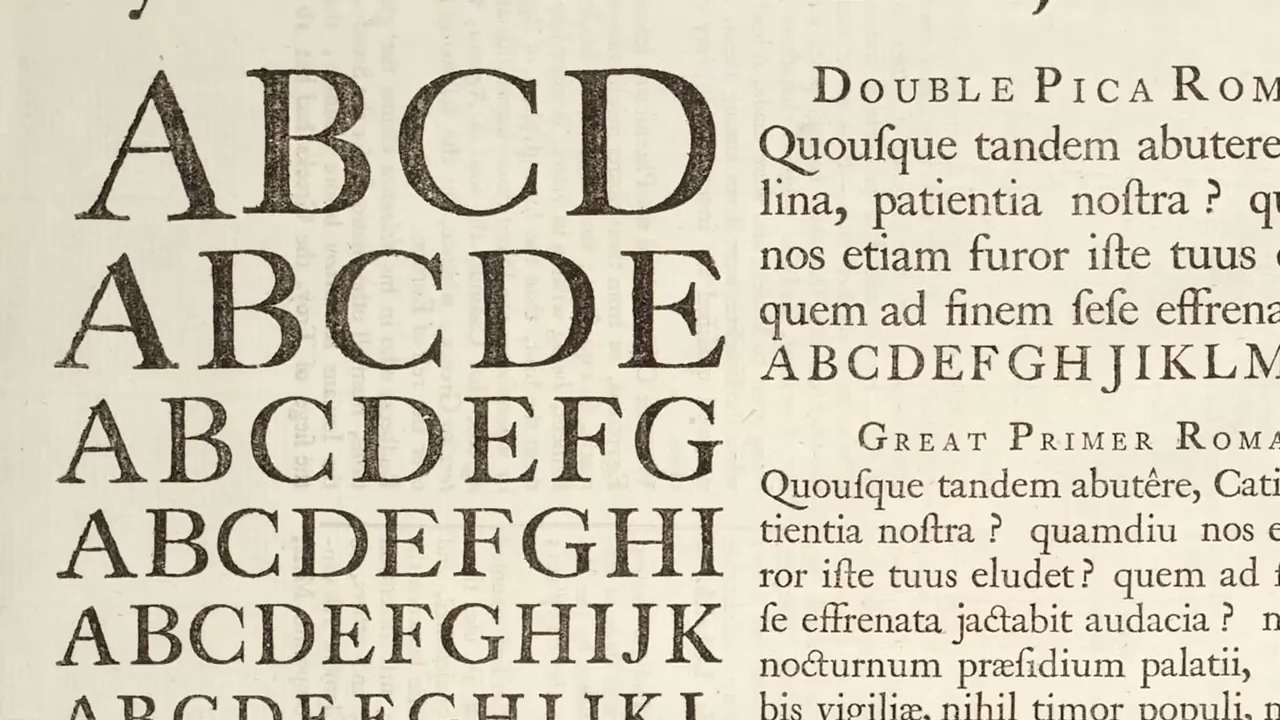 ABCD
ABCDE
ABCDEFG
ABCDEFGHI
ABCDEFGHIJK
ABCDEFGHIJKL
DOUBLE PICA ROM
Quouſque tandem abutere
lina, patientia noſtra ? qu
nos etiam furor iſte tuus
quem ad finem ſeſe effrena
ABCDEFGHJIKLM
GREAT PRIMER ROMA
Quouſque tandem abutêre, Cati
tientia noſtra ? quamdiu nos e
ror iſte tuus eludet? quem ad
ſe effrenata jactabit audacia ?
nocturnum præſidium palatii,
bis vigiliæ, nihil timor populi,